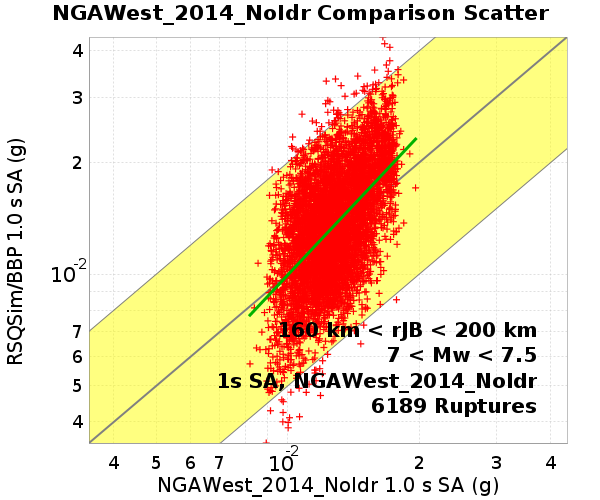 NGAWest_2014_NoIdr Comparison Scatter
4
3
2
10-2
7
6
5
4
RSQSim/BBP 1.0 s SA (g)
160 km < rJB < 200 km
7 < Mw < 7.5
1s SA, NGAWest_2014_NoIdr
6189 Ruptures
4 5 6 7 10-2 2 3 4
NGAWest_2014_NoIdr 1.0 s SA (g)